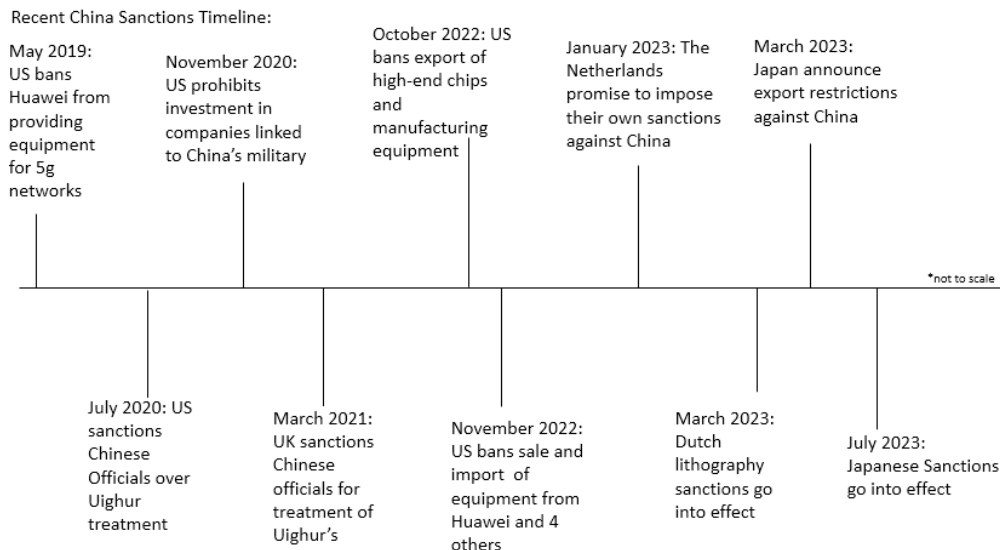 Recent China Sanctions Timeline:
May 2019:
US bans
Huawei from
providing
equipment
for 5g
networks
November 2020:
US prohibits
investment in
companies linked
to China’s military
October 2022: US
bans export of
high-end chips
and
manufacturing
equipment
January 2023: The
Netherlands
promise to impose
their own sanctions
against China
March 2023:
Japan announce
export restrictions
against China
*not to scale
July 2020: US
sanctions
Chinese
Officials over
Uighur
treatment
March 2021:
UK sanctions
Chinese
officials for
treatment of
Uighur’s
November 2022:
US bans sale and
import of
equipment from
Huawei and 4
others
March 2023:
Dutch
lithography
sanctions go
into effect
July 2023:
Japanese Sanctions
go into effect